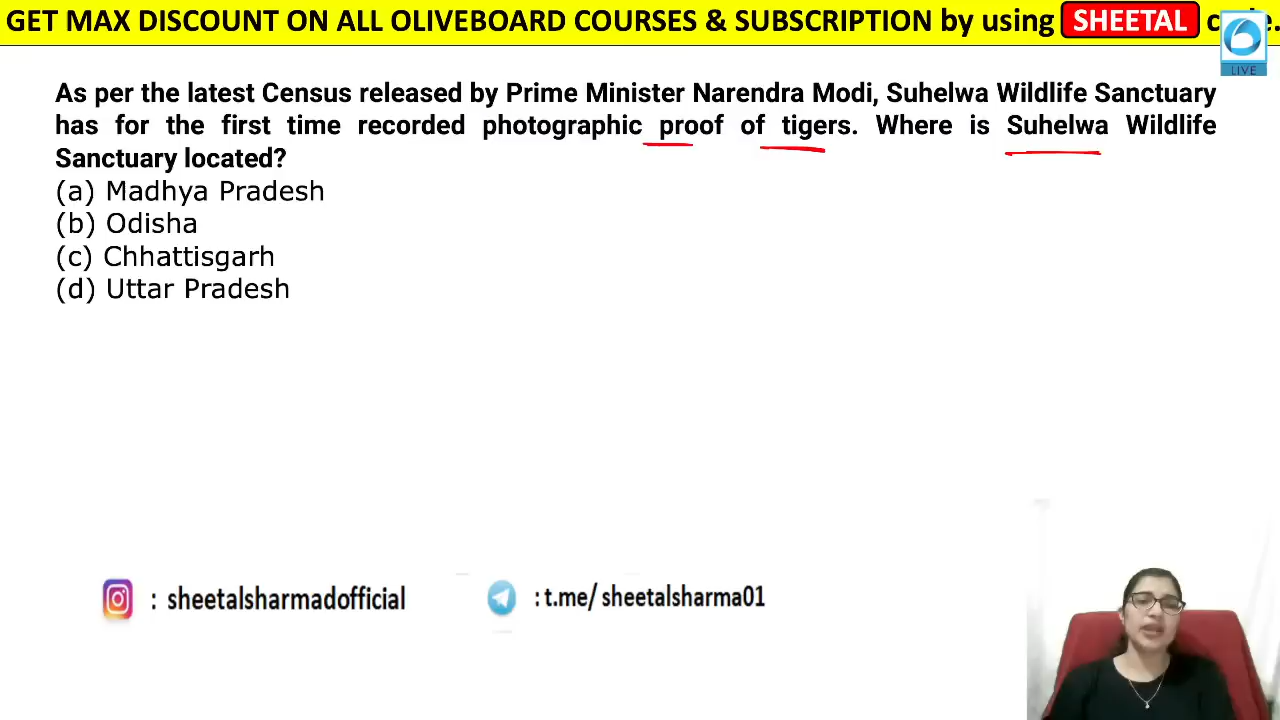 GET MAX DISCOUNT ON ALL OLIVEBOARD COURSES & SUBSCRIPTION by using SHEETAL
LIVE
As per the latest Census released by Prime Minister Narendra Modi, Suhelwa Wildlife Sanctuary
has for the first time recorded photographic proof of tigers. Where is Suhelwa Wildlife
Sanctuary located?
(a) Madhya Pradesh
(b) Odisha
(c) Chhattisgarh
(d) Uttar Pradesh
: sheetalsharmadofficial
: t.me/ sheetalsharma01